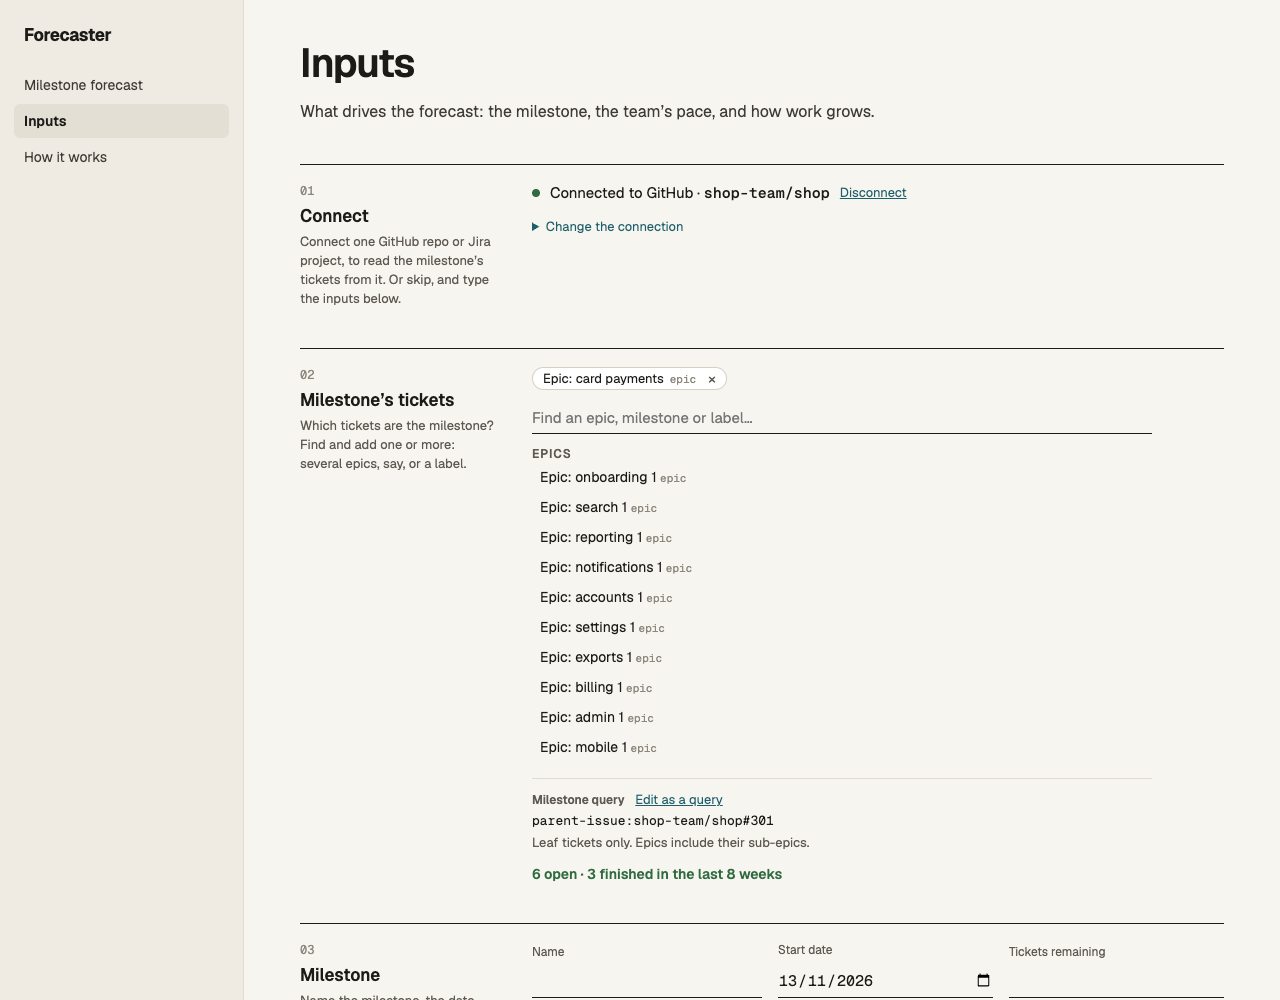 Forecaster
Milestone forecast
Inputs
How it works
Inputs
What drives the forecast: the milestone, the team’s pace, and how work grows.
01
Connect
Connect one GitHub repo or Jira
project, to read the milestone’s
tickets from it. Or skip, and type
the inputs below.
Connected to GitHub · shop-team/shop Disconnect
Change the connection
02
Milestone’s tickets
Which tickets are the milestone?
Find and add one or more:
several epics, say, or a label.
Epic: card payments epic ×
Find an epic, milestone or label…
EPICS
Epic: onboarding 1 epic
Epic: search 1 epic
Epic: reporting 1 epic
Epic: notifications 1 epic
Epic: accounts 1 epic
Epic: settings 1 epic
Epic: exports 1 epic
Epic: billing 1 epic
Epic: admin 1 epic
Epic: mobile 1 epic
Milestone query Edit as a query
parent-issue:shop-team/shop#301
Leaf tickets only. Epics include their sub-epics.
6 open · 3 finished in the last 8 weeks
03
Milestone
Name the milestone, the date
Name
Start date
13/11/2026
Tickets remaining